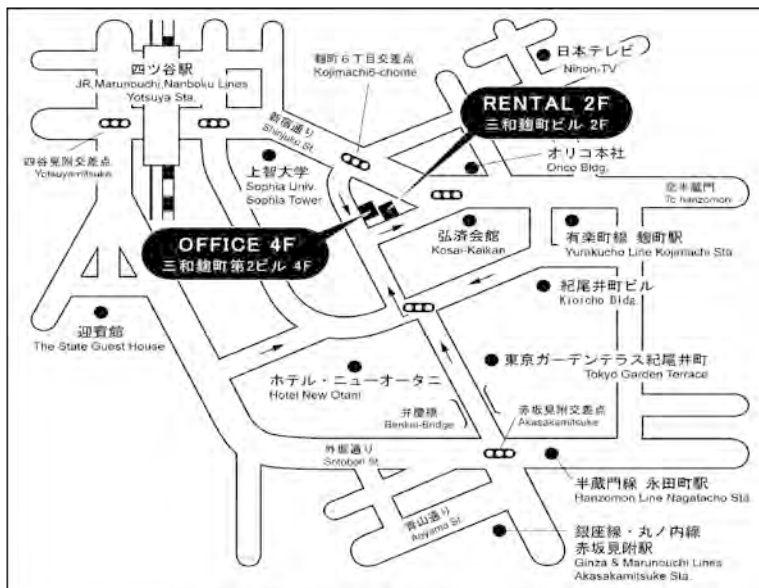 四ツ谷駅
JR,Marunouchi,Nanboku Lines
Yotsuya Sta.
麹町6丁目交差点
Kojimachi6-chome
日本テレビ
Nihon-TV
RENTAL 2F
三和麹町ビル 2F
新宿通り
Shinjuku St.
四谷見附交差点
Yotsuyamitsuke
上智大学
Sophia Univ.
Sophia Tower
オリコ本社
Orico Bldg.
至半蔵門
To hanzomon
OFFICE 4F
三和麹町第2ビル 4F
弘済会館
Kosai-Kaikan
有楽町線 麹町駅
Yurakucho Line Kojimachi Sta.
紀尾井町ビル
Kioicho Bldg.
迎賓館
The State Guest House
ホテル・ニューオータニ
Hotel New Otani
東京ガーデンテラス紀尾井町
Tokyo Garden Terrace
弁慶橋
Benkei-Bridge
赤坂見附交差点
Akasakamitsuke
外堀通り
Sotobori St.
半蔵門線 永田町駅
Hanzomon Line Nagatacho Sta.
青山通り
Aoyama St.
銀座線・丸ノ内線
赤坂見附駅
Ginza & Marunouchi Lines
Akasakamitsuke Sta.